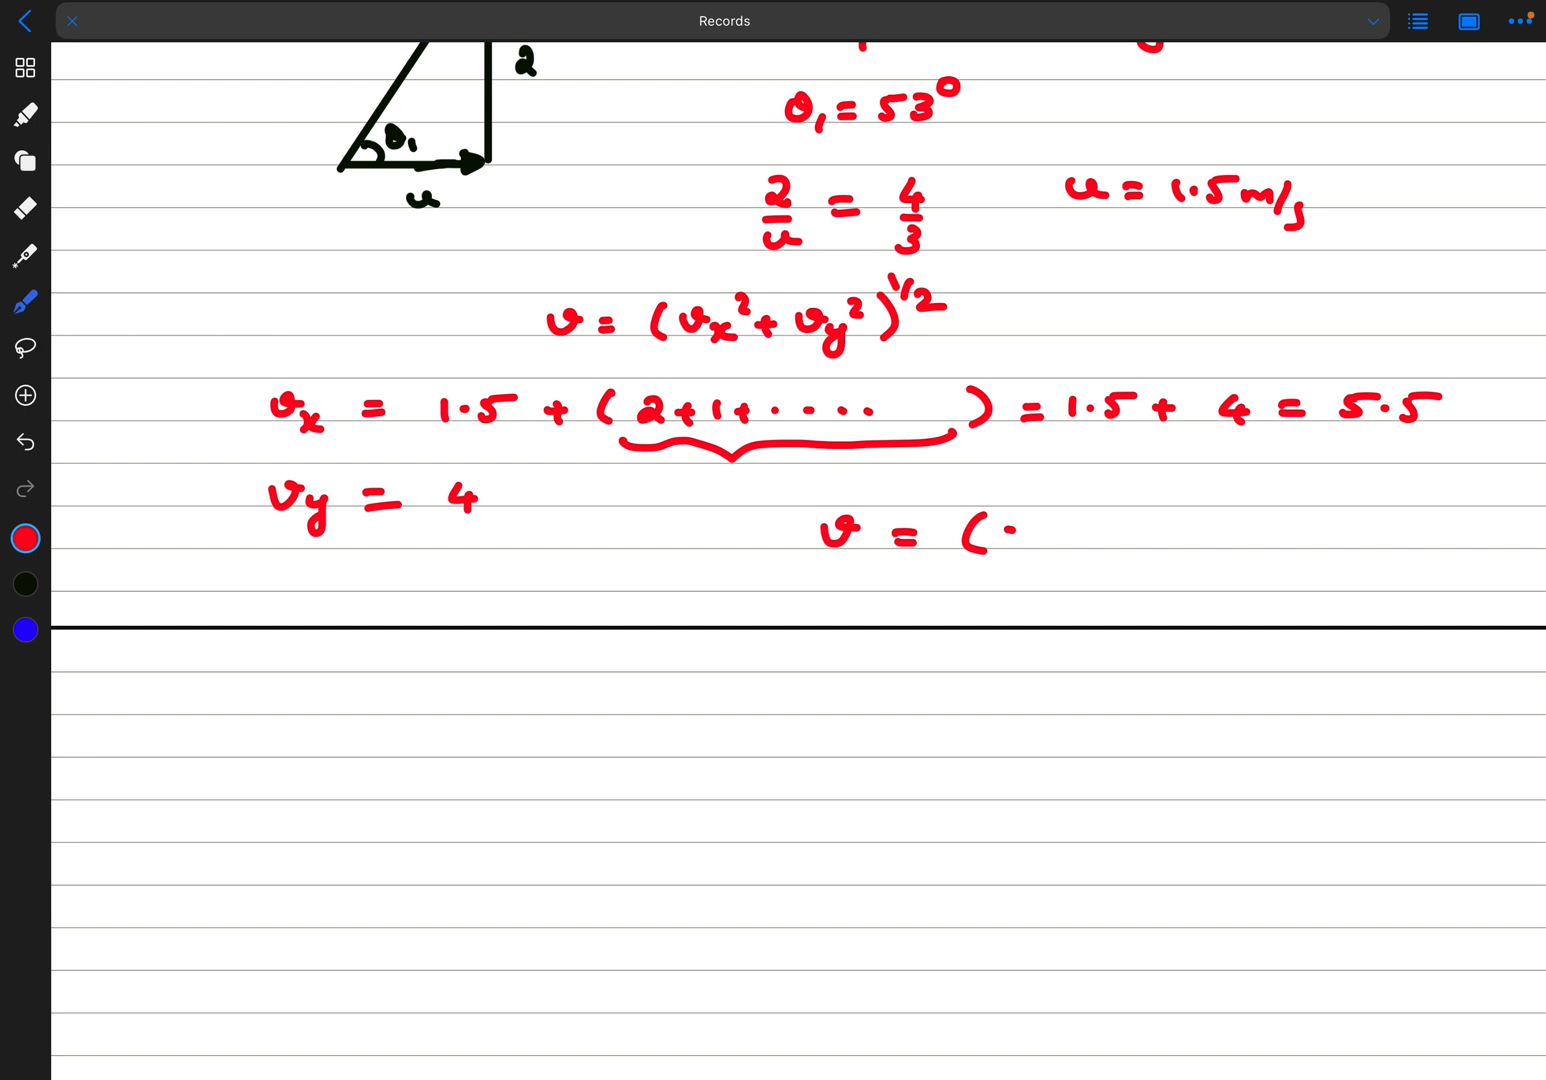 Records
2
θ₁ = 53°
θ₁
u
2/u = 4/3 u = 1.5 m/s
v = (vx² + vy²)^1/2
vx = 1.5 + (2+1+.....) = 1.5 + 4 = 5.5
vy = 4
v = (